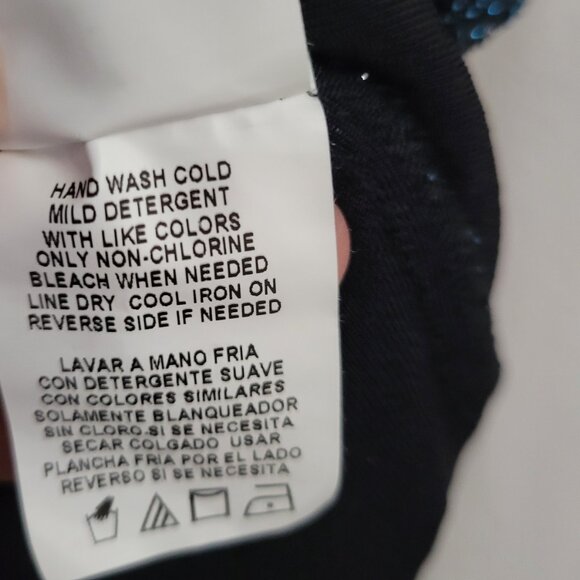 HAND WASH COLD
MILD DETERGENT
WITH LIKE COLORS
ONLY NON-CHLORINE
BLEACH WHEN NEEDED
LINE DRY COOL IRON ON
REVERSE SIDE IF NEEDED
LAVAR A MANO FRIA
CON DETERGENTE SUAVE
CON COLORES SIMILARES
SOLAMENTE BLANQUEADOR
SIN CLORO-SI SE NECESITA
SECAR COLGADO USAR
PLANCHA FRIA POR EL LADO
REVERSO SI SE NECESITA